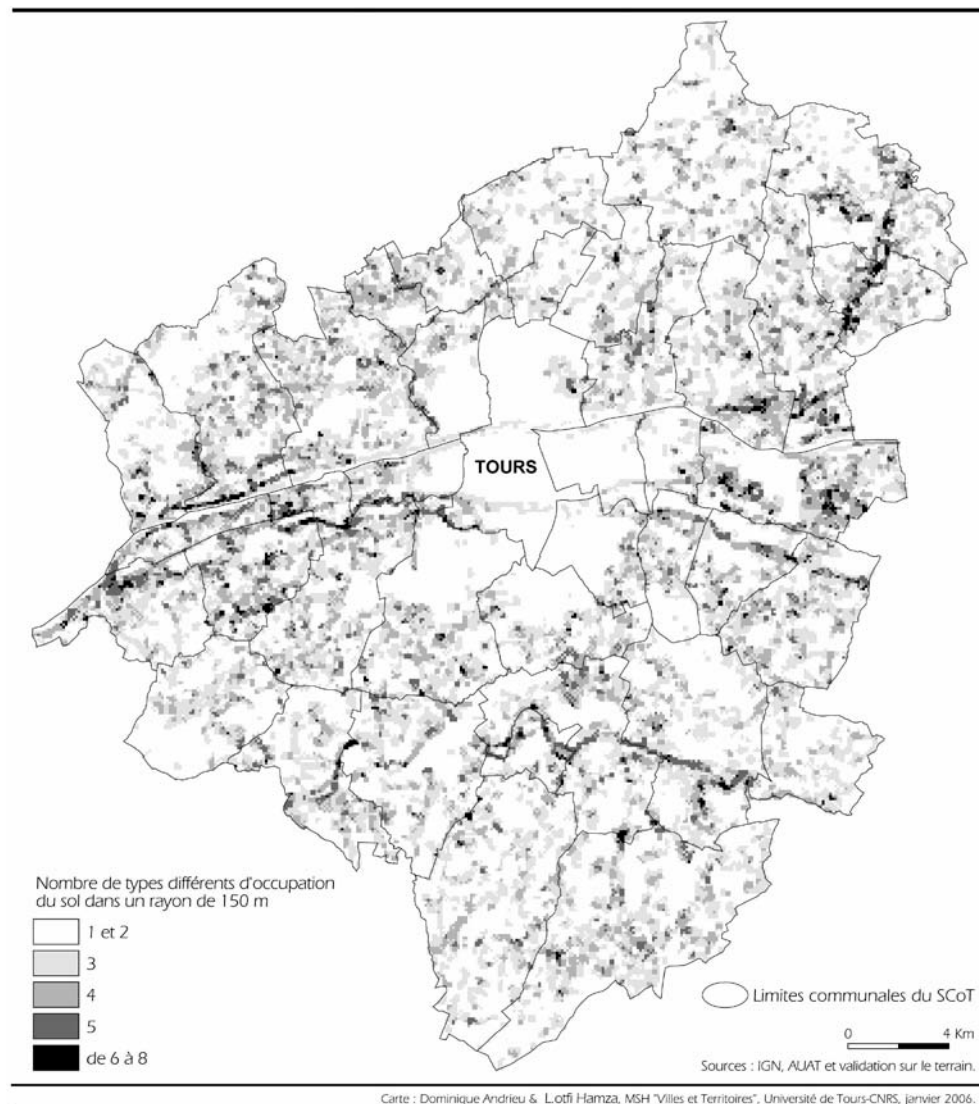 TOURS
Nombre de types différents d'occupation
du sol dans un rayon de 150 m
1 et 2
3
4
5
de 6 à 8
Limites communales du SCoT
0 4 Km
Sources : IGN, AUAT et validation sur le terrain.
Carte : Dominique Andrieu & Lotfi Hamza, MSH "Villes et Territoires", Université de Tours-CNRS, janvier 2006.